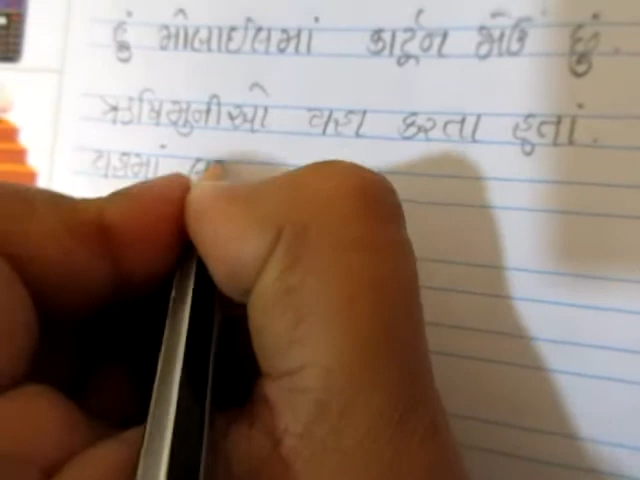 હું મોબાઈલમાં કાર્ટૂન જોઉં છું.
ઋષિમુનીઓ યજ્ઞ કરતા હતાં.
યજ્ઞમાં